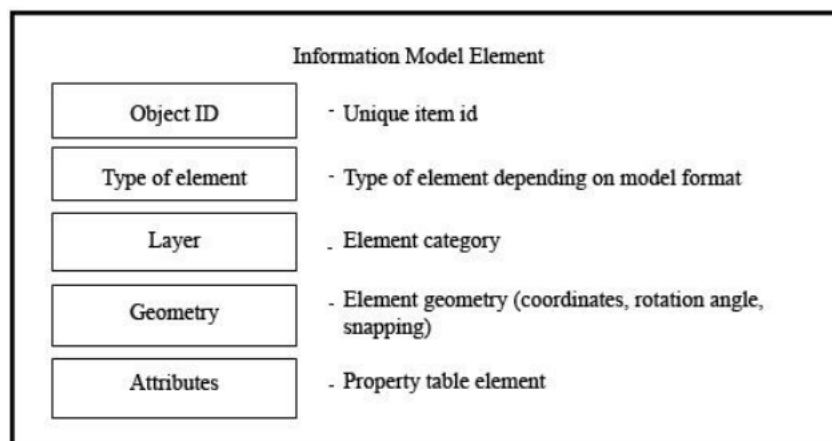 Information Model Element
Object ID - Unique item id
Type of element - Type of element depending on model format
Layer - Element category
Geometry - Element geometry (coordinates, rotation angle,
snapping)
Attributes - Property table element